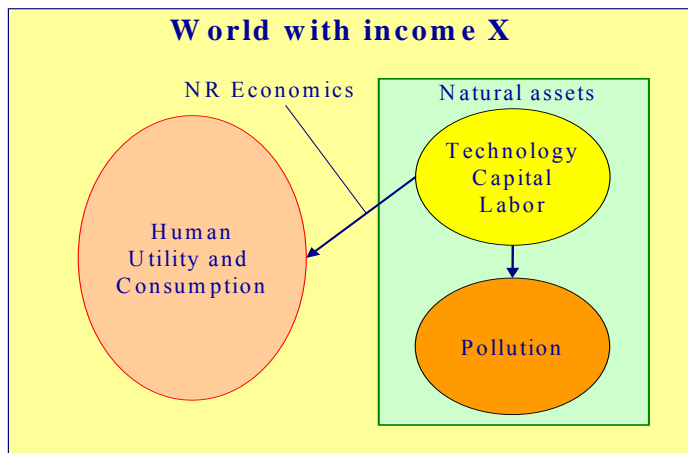 World with income X
NR Economics
Natural assets
Technology
Capital
Labor
Human
Utility and
Consumption
Pollution